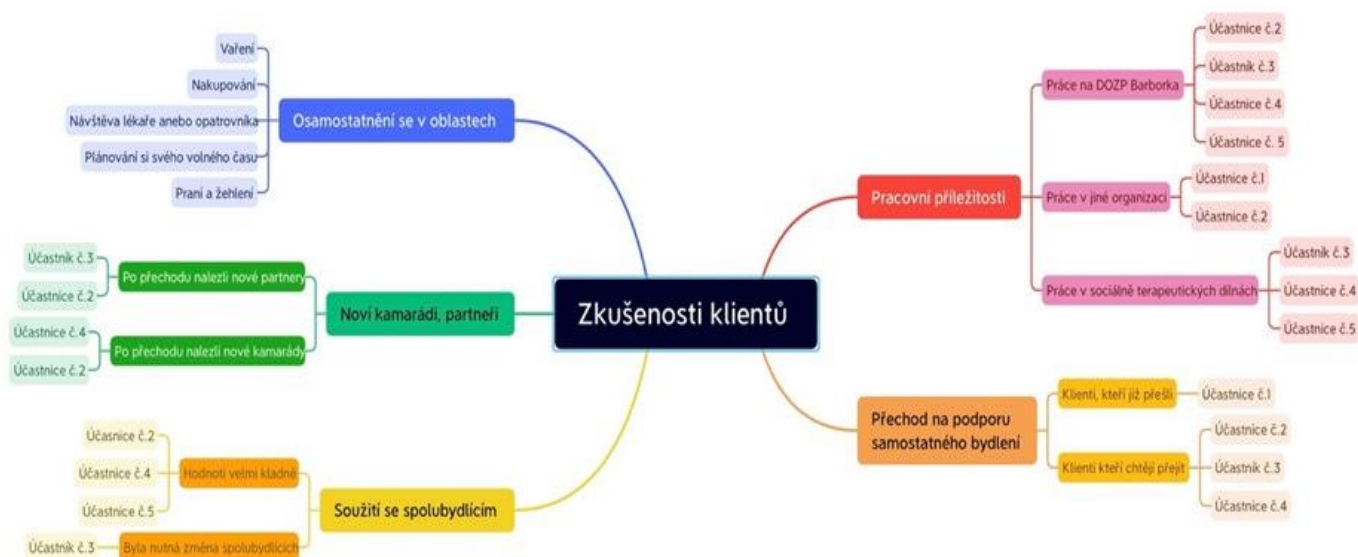 Zkušenosti klientů
Osamostatnění se v oblastech
Vaření
Nakupování
Návštěva lékaře anebo opatrovníka
Plánování si svého volného času
Praní a žehlení
Noví kamarádi, partneři
Po přechodu nalezli nové partnery
Účastník č.3
Účastnice č.2
Po přechodu nalezli nové kamarády
Účastnice č.4
Účastnice č.2
Soužití se spolubydlícím
Hodnotí velmi kladně
Účasnice č.2
Účastnice č.4
Účastnice č.5
Byla nutná změna spolubydlících
Účastník č.3
Pracovní příležitosti
Práce na DOZP Barborka
Účastnice č.2
Účastník č.3
Účastnice č.4
Účastnice č. 5
Práce v jiné organizaci
Účastnice č.1
Účastnice č.2
Práce v sociálně terapeutických dílnách
Účastník č.3
Účastnice č.4
Účastnice č.5
Přechod na podporu
samostatného bydlení
Klienti, kteří již přešli
Účastnice č.1
Klienti kteří chtějí přejít
Účastnice č.2
Účastník č.3
Účastnice č.4